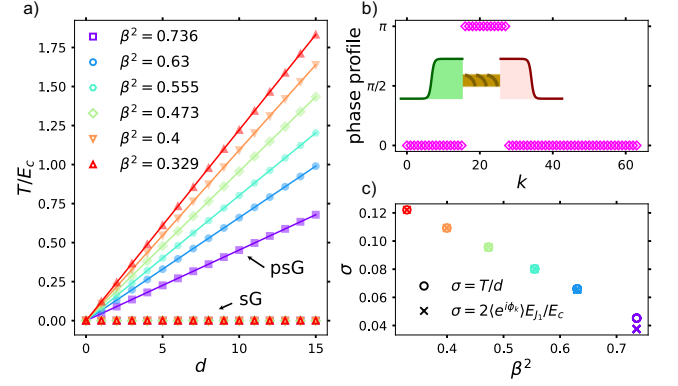 a)
T/E_c
1.75
1.50
1.25
1.00
0.75
0.50
0.25
0.00
β² = 0.736
β² = 0.63
β² = 0.555
β² = 0.473
β² = 0.4
β² = 0.329
psG
sG
0 5 10 15
d
b)
phase profile
π
π/2
0
0 20 40 60
k
c)
σ
0.12
0.10
0.08
0.06
0.04
σ = T/d
σ = 2⟨e^{iϕ_k}⟩E_{J_1}/E_c
0.4 0.5 0.6 0.7
β²